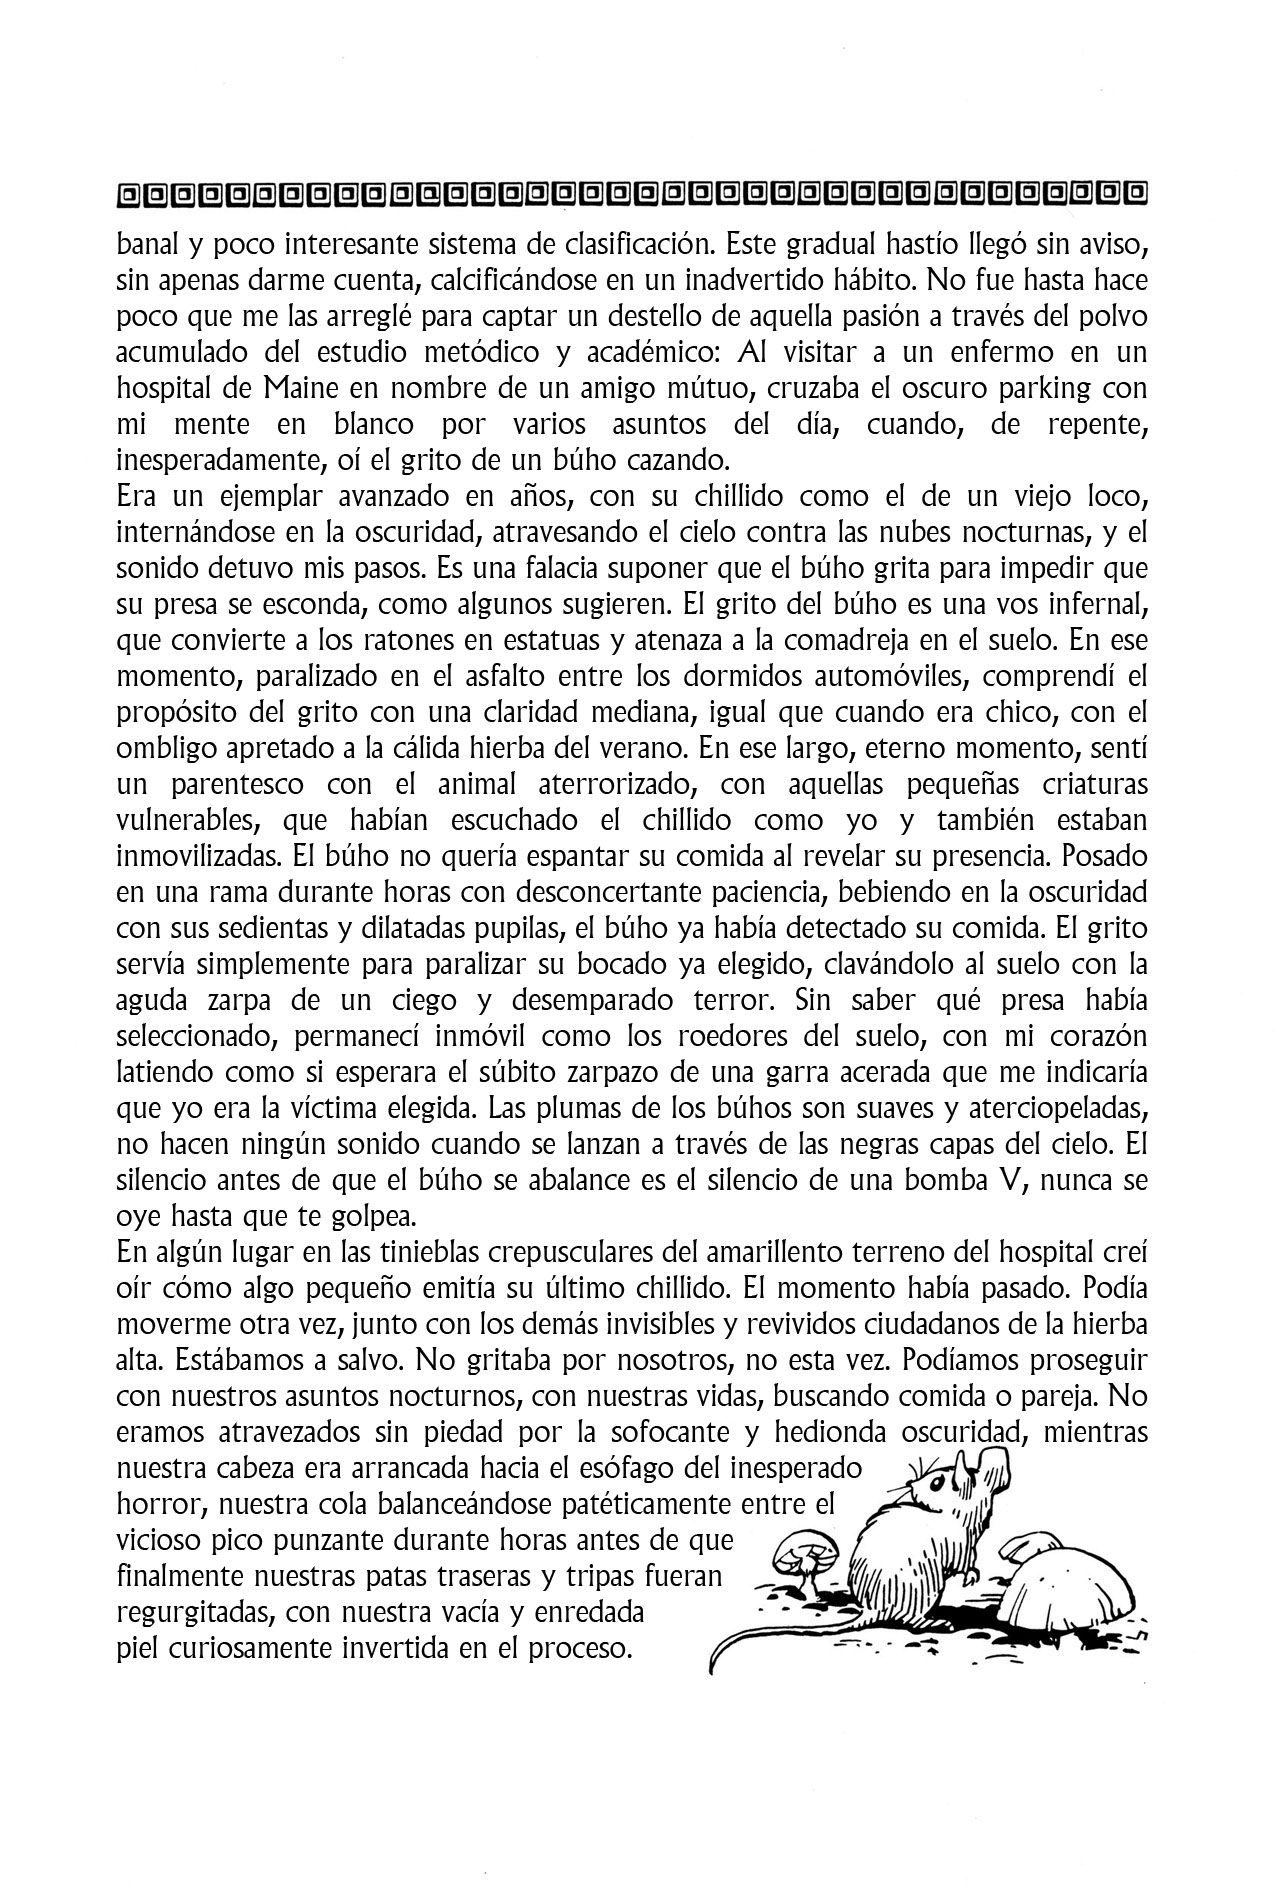 banal y poco interesante sistema de clasificación. Este gradual hastío llegó sin aviso,
sin apenas darme cuenta, calcificándose en un inadvertido hábito. No fue hasta hace
poco que me las arreglé para captar un destello de aquella pasión a través del polvo
acumulado del estudio metódico y académico: Al visitar a un enfermo en un
hospital de Maine en nombre de un amigo mútuo, cruzaba el oscuro parking con
mi mente en blanco por varios asuntos del día, cuando, de repente,
inesperadamente, oí el grito de un búho cazando.
Era un ejemplar avanzado en años, con su chillido como el de un viejo loco,
internándose en la oscuridad, atravesando el cielo contra las nubes nocturnas, y el
sonido detuvo mis pasos. Es una falacia suponer que el búho grita para impedir que
su presa se esconda, como algunos sugieren. El grito del búho es una vos infernal,
que convierte a los ratones en estatuas y atenaza a la comadreja en el suelo. En ese
momento, paralizado en el asfalto entre los dormidos automóviles, comprendí el
propósito del grito con una claridad mediana, igual que cuando era chico, con el
ombligo apretado a la cálida hierba del verano. En ese largo, eterno momento, sentí
un parentesco con el animal aterrorizado, con aquellas pequeñas criaturas
vulnerables, que habían escuchado el chillido como yo y también estaban
inmovilizadas. El búho no quería espantar su comida al revelar su presencia. Posado
en una rama durante horas con desconcertante paciencia, bebiendo en la oscuridad
con sus sedientas y dilatadas pupilas, el búho ya había detectado su comida. El grito
servía simplemente para paralizar su bocado ya elegido, clavándolo al suelo con la
aguda zarpa de un ciego y desemparado terror. Sin saber qué presa había
seleccionado, permanecí inmóvil como los roedores del suelo, con mi corazón
latiendo como si esperara el súbito zarpazo de una garra acerada que me indicaría
que yo era la víctima elegida. Las plumas de los búhos son suaves y aterciopeladas,
no hacen ningún sonido cuando se lanzan a través de las negras capas del cielo. El
silencio antes de que el búho se abalance es el silencio de una bomba V, nunca se
oye hasta que te golpea.
En algún lugar en las tinieblas crepusculares del amarillento terreno del hospital creí
oír cómo algo pequeño emitía su último chillido. El momento había pasado. Podía
moverme otra vez, junto con los demás invisibles y revividos ciudadanos de la hierba
alta. Estábamos a salvo. No gritaba por nosotros, no esta vez. Podíamos proseguir
con nuestros asuntos nocturnos, con nuestras vidas, buscando comida o pareja. No
eramos atravezados sin piedad por la sofocante y hedionda oscuridad, mientras
nuestra cabeza era arrancada hacia el esófago del inesperado
horror, nuestra cola balanceándose patéticamente entre el
vicioso pico punzante durante horas antes de que
finalmente nuestras patas traseras y tripas fueran
regurgitadas, con nuestra vacía y enredada
piel curiosamente invertida en el proceso.